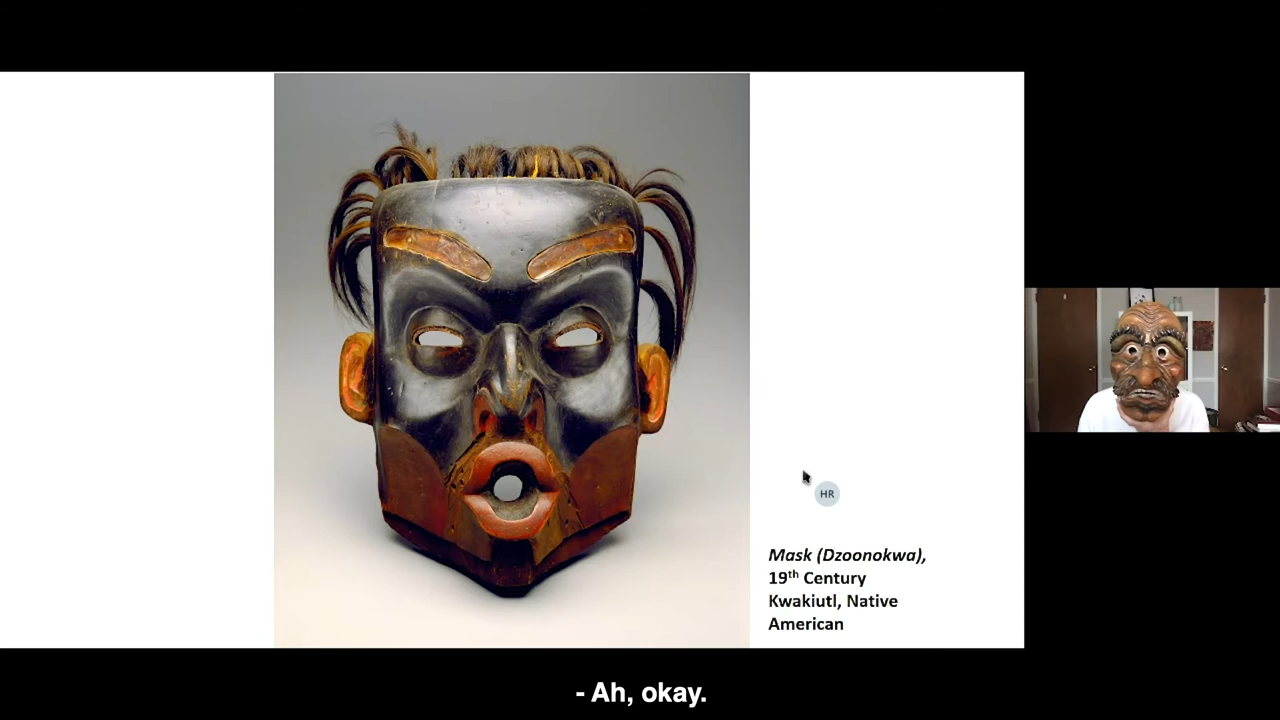 HR
Mask (Dzoonokwa),
19th Century
Kwakiutl, Native
American
- Ah, okay.